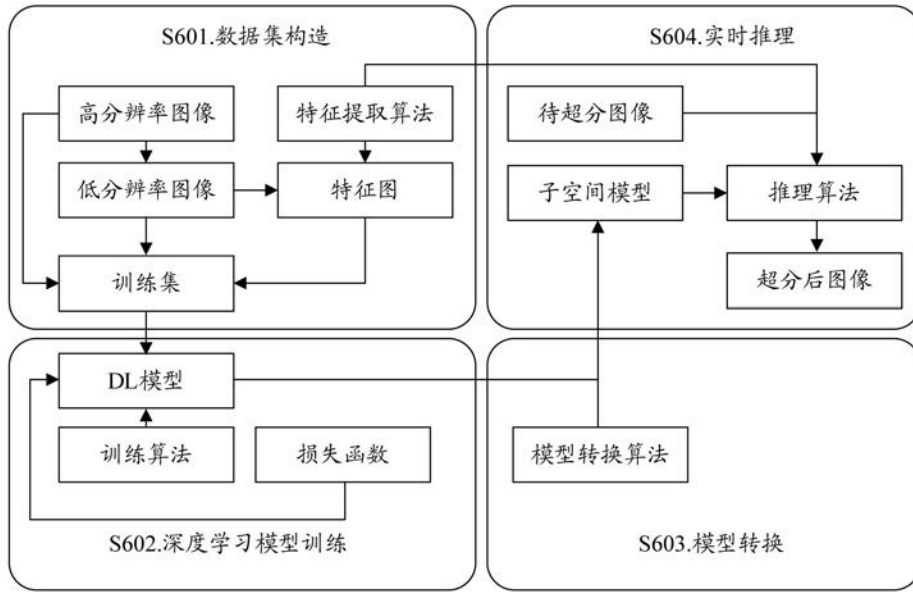 S601.数据集构造
高分辨率图像
特征提取算法
低分辨率图像
特征图
训练集
S604.实时推理
待超分图像
子空间模型
推理算法
超分后图像
DL模型
训练算法
损失函数
S602.深度学习模型训练
模型转换算法
S603.模型转换